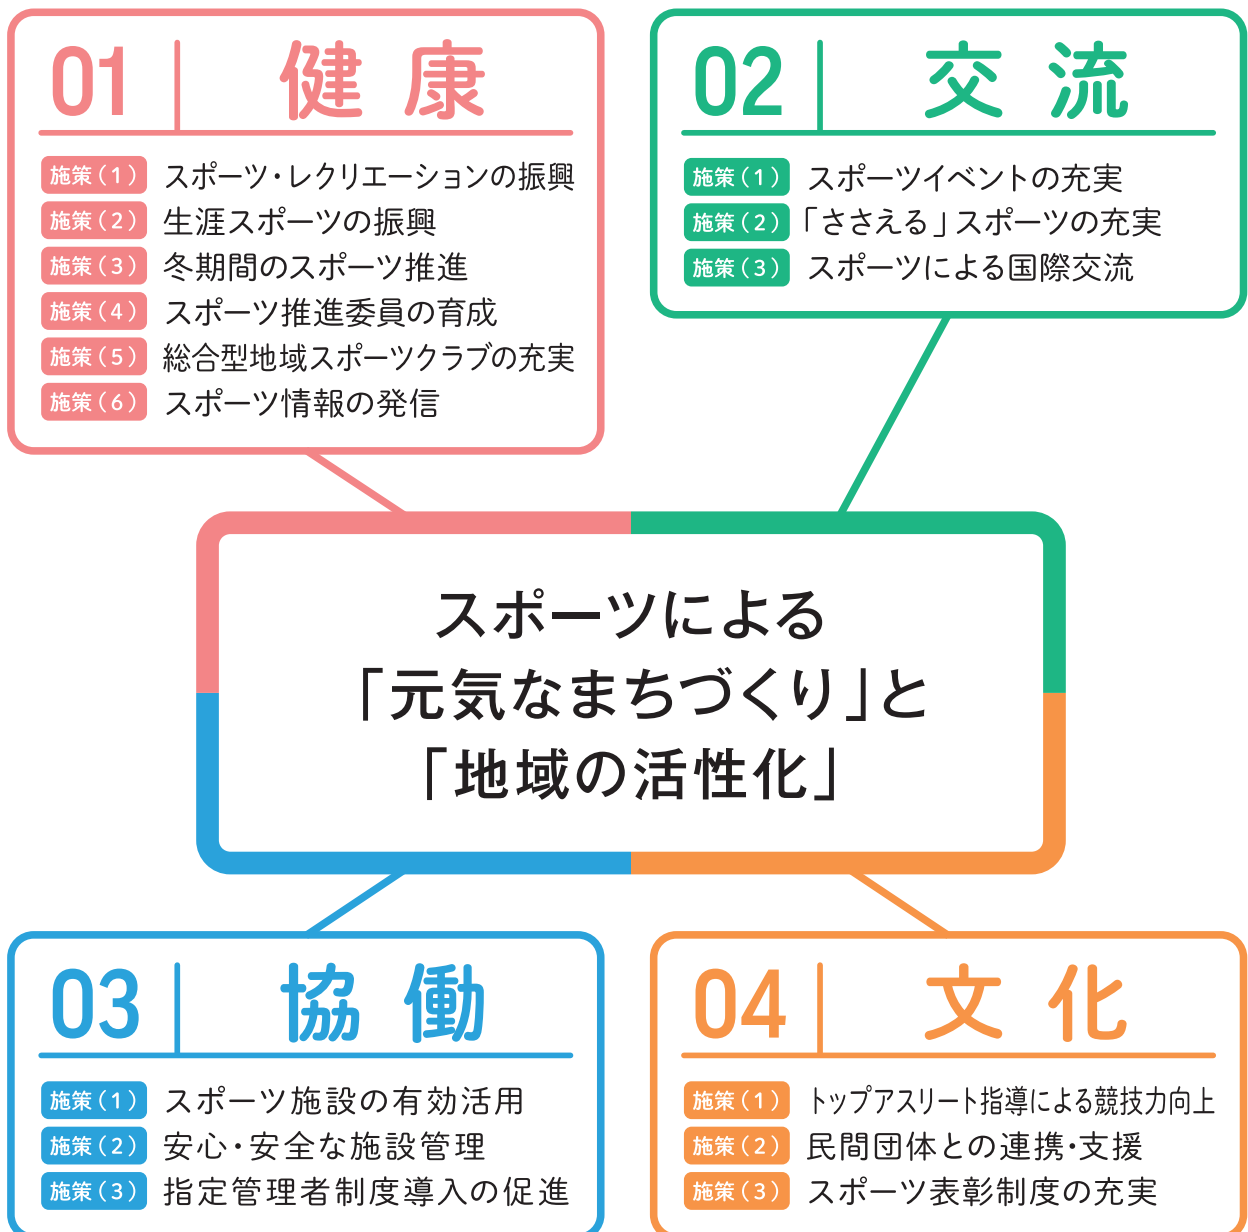 01 健康
施策(1) スポーツ・レクリエーションの振興
施策(2) 生涯スポーツの振興
施策(3) 冬期間のスポーツ推進
施策(4) スポーツ推進委員の育成
施策(5) 総合型地域スポーツクラブの充実
施策(6) スポーツ情報の発信
02 交流
施策(1) スポーツイベントの充実
施策(2) 「ささえる」スポーツの充実
施策(3) スポーツによる国際交流
スポーツによる
「元気なまちづくり」と
「地域の活性化」
03 協働
施策(1) スポーツ施設の有効活用
施策(2) 安心・安全な施設管理
施策(3) 指定管理者制度導入の促進
04 文化
施策(1) トップアスリート指導による競技力向上
施策(2) 民間団体との連携・支援
施策(3) スポーツ表彰制度の充実